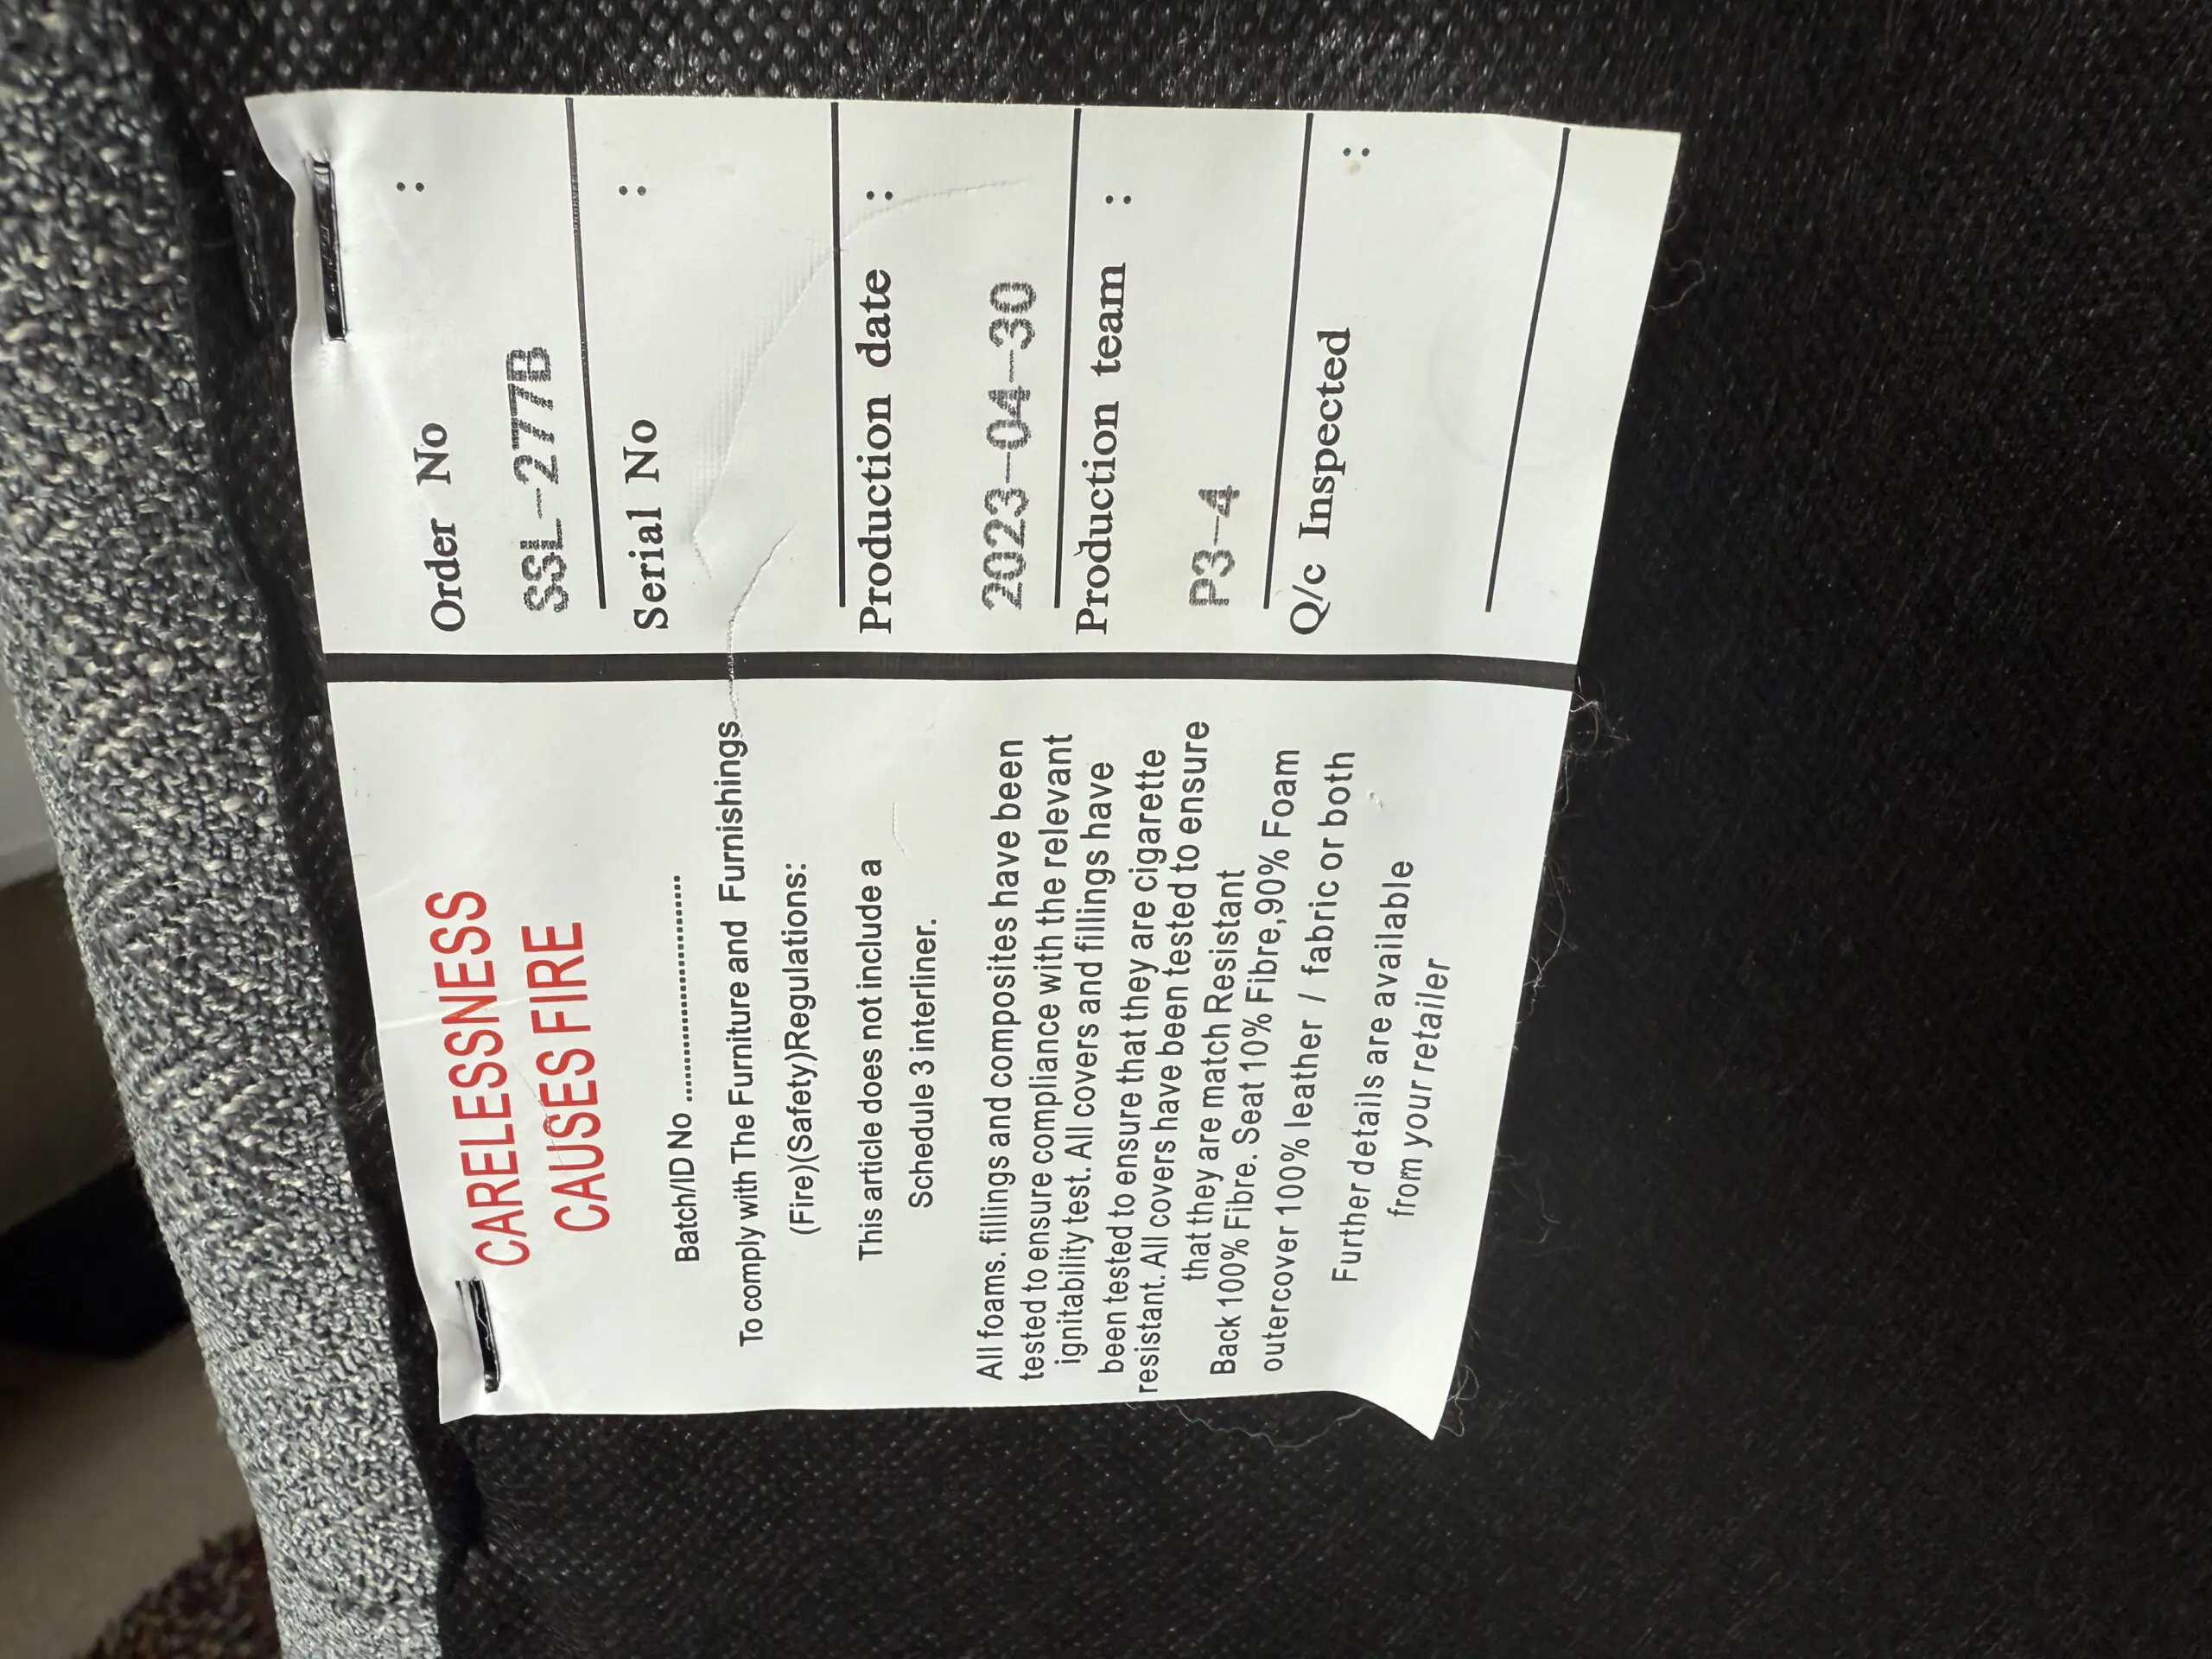 CARELESSNESS
CAUSES FIRE
Batch/ID No ..............................
To comply with The Furniture and Furnishings
(Fire)(Safety)Regulations:
This article does not include a
Schedule 3 interliner.
All foams. fillings and composites have been
tested to ensure compliance with the relevant
ignitability test. All covers and fillings have
been tested to ensure that they are cigarette
resistant. All covers have been tested to ensure
that they are match Resistant
Back 100% Fibre. Seat 10% Fibre,90% Foam
outercover 100% leather / fabric or both
Further details are available
from your retailer
Order No :
SSL-277B
Serial No :
Production date :
2023-04-30
Production team :
P3-4
Q/c Inspected :